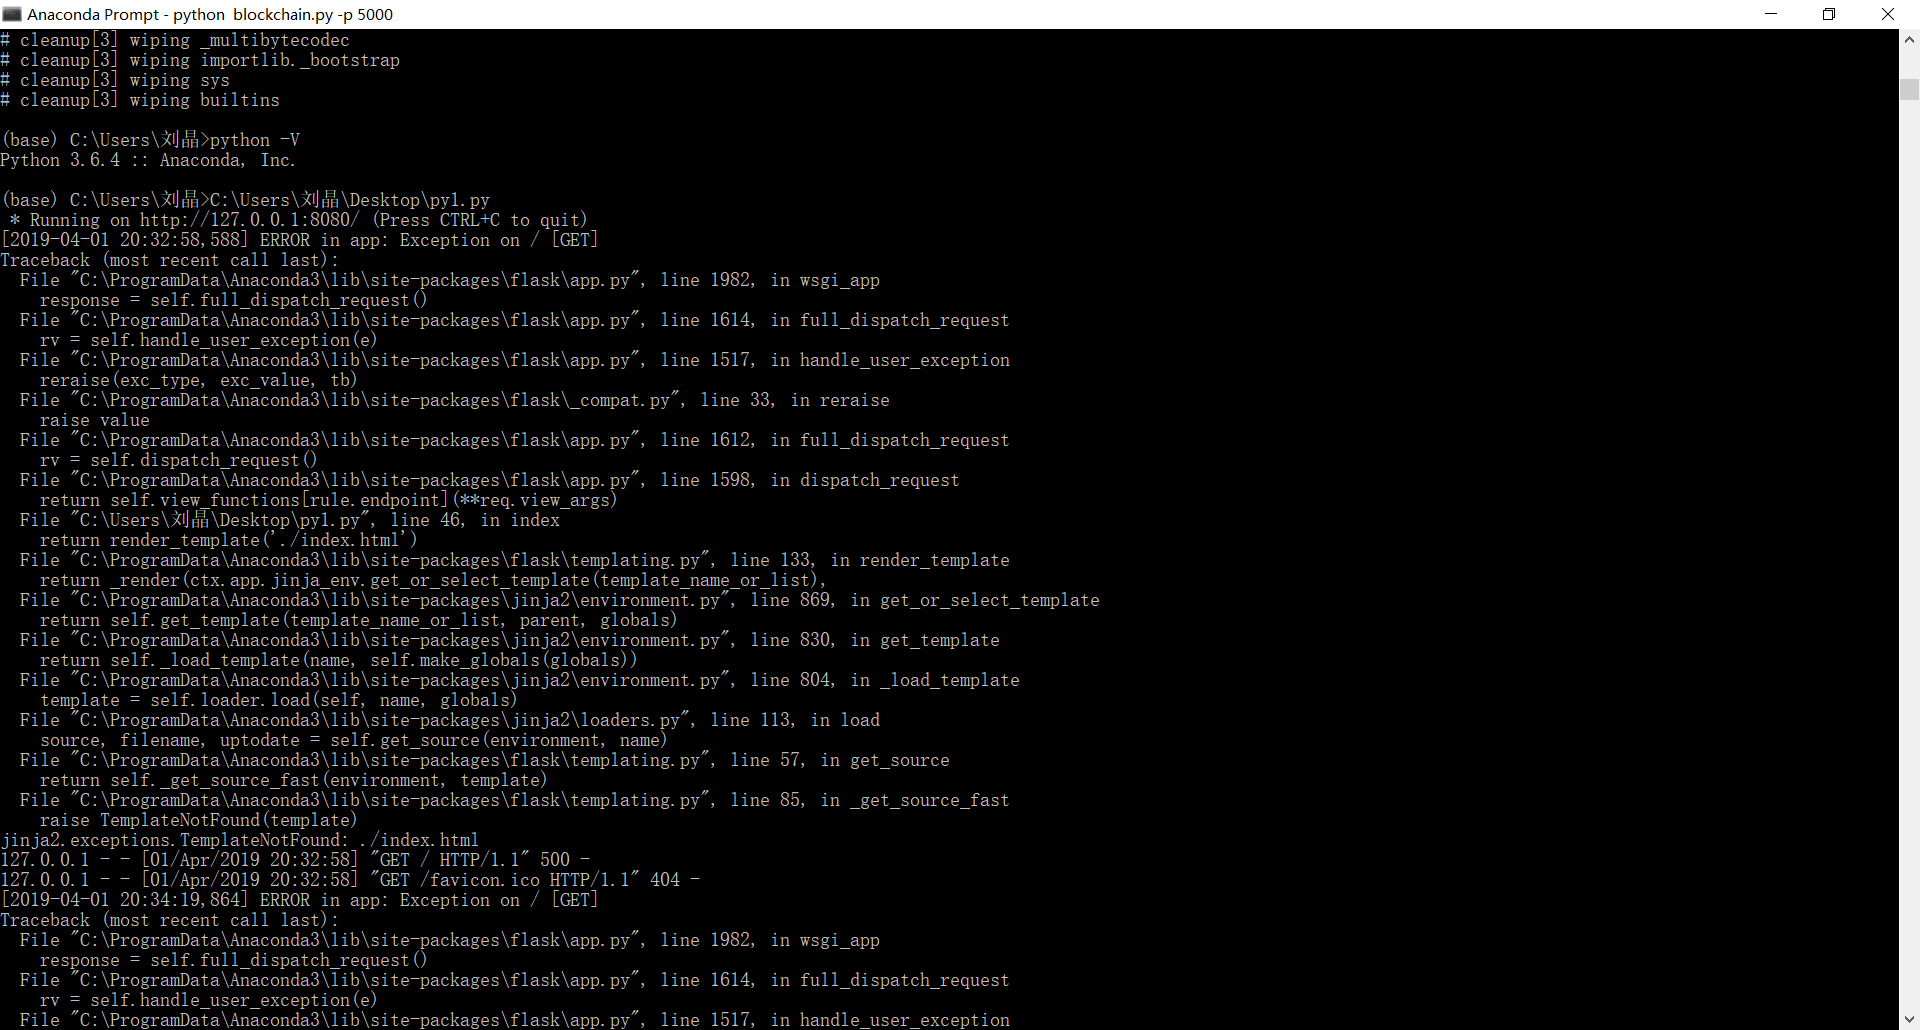 Anaconda Prompt - python  blockchain.py -p 5000
# cleanup[3] wiping _multibytecodec
# cleanup[3] wiping importlib._bootstrap
# cleanup[3] wiping sys
# cleanup[3] wiping builtins
(base) C:\Users\刘晶>python -V
Python 3.6.4 :: Anaconda, Inc.
(base) C:\Users\刘晶>C:\Users\刘晶\Desktop\py1.py
 * Running on http://127.0.0.1:8080/ (Press CTRL+C to quit)
[2019-04-01 20:32:58,588] ERROR in app: Exception on / [GET]
Traceback (most recent call last):
  File "C:\ProgramData\Anaconda3\lib\site-packages\flask\app.py", line 1982, in wsgi_app
    response = self.full_dispatch_request()
  File "C:\ProgramData\Anaconda3\lib\site-packages\flask\app.py", line 1614, in full_dispatch_request
    rv = self.handle_user_exception(e)
  File "C:\ProgramData\Anaconda3\lib\site-packages\flask\app.py", line 1517, in handle_user_exception
    reraise(exc_type, exc_value, tb)
  File "C:\ProgramData\Anaconda3\lib\site-packages\flask\_compat.py", line 33, in reraise
    raise value
  File "C:\ProgramData\Anaconda3\lib\site-packages\flask\app.py", line 1612, in full_dispatch_request
    rv = self.dispatch_request()
  File "C:\ProgramData\Anaconda3\lib\site-packages\flask\app.py", line 1598, in dispatch_request
    return self.view_functions[rule.endpoint](**req.view_args)
  File "C:\Users\刘晶\Desktop\py1.py", line 46, in index
    return render_template('./index.html')
  File "C:\ProgramData\Anaconda3\lib\site-packages\flask\templating.py", line 133, in render_template
    return _render(ctx.app.jinja_env.get_or_select_template(template_name_or_list),
  File "C:\ProgramData\Anaconda3\lib\site-packages\jinja2\environment.py", line 869, in get_or_select_template
    return self.get_template(template_name_or_list, parent, globals)
  File "C:\ProgramData\Anaconda3\lib\site-packages\jinja2\environment.py", line 830, in get_template
    return self._load_template(name, self.make_globals(globals))
  File "C:\ProgramData\Anaconda3\lib\site-packages\jinja2\environment.py", line 804, in _load_template
    template = self.loader.load(self, name, globals)
  File "C:\ProgramData\Anaconda3\lib\site-packages\jinja2\loaders.py", line 113, in load
    source, filename, uptodate = self.get_source(environment, name)
  File "C:\ProgramData\Anaconda3\lib\site-packages\flask\templating.py", line 57, in get_source
    return self._get_source_fast(environment, template)
  File "C:\ProgramData\Anaconda3\lib\site-packages\flask\templating.py", line 85, in _get_source_fast
    raise TemplateNotFound(template)
jinja2.exceptions.TemplateNotFound: ./index.html
127.0.0.1 - - [01/Apr/2019 20:32:58] "GET / HTTP/1.1" 500 -
127.0.0.1 - - [01/Apr/2019 20:32:58] "GET /favicon.ico HTTP/1.1" 404 -
[2019-04-01 20:34:19,864] ERROR in app: Exception on / [GET]
Traceback (most recent call last):
  File "C:\ProgramData\Anaconda3\lib\site-packages\flask\app.py", line 1982, in wsgi_app
    response = self.full_dispatch_request()
  File "C:\ProgramData\Anaconda3\lib\site-packages\flask\app.py", line 1614, in full_dispatch_request
    rv = self.handle_user_exception(e)
  File "C:\ProgramData\Anaconda3\lib\site-packages\flask\app.py", line 1517, in handle_user_exception